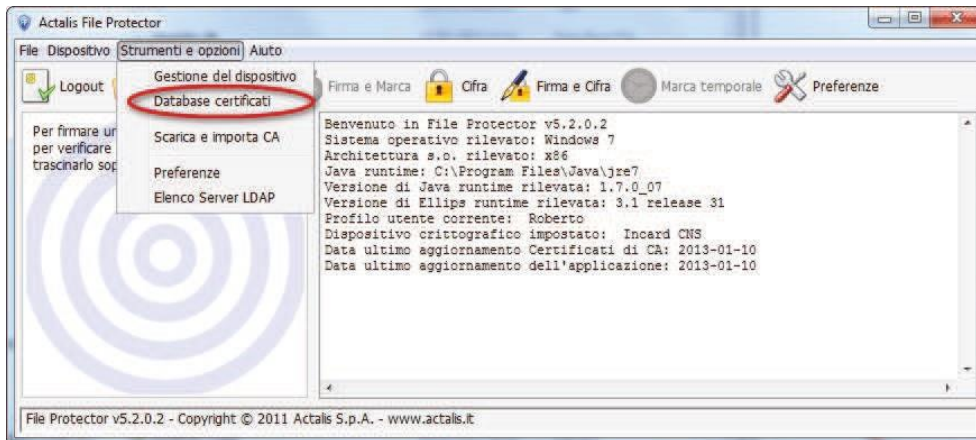 Actalis File Protector
File Dispositivo Strumenti e opzioni Aiuto
Logout
Firma e Marca
Cifra
Firma e Cifra
Marca temporale
Preferenze
Gestione del dispositivo
Database certificati
Scarica e importa CA
Preferenze
Elenco Server LDAP
Per firmare un
per verificare
trascinarlo sop
Benvenuto in File Protector v5.2.0.2
Sistema operativo rilevato: Windows 7
Architettura s.o. rilevato: x86
Java runtime: C:\Program Files\Java\jre7
Versione di Java runtime rilevata: 1.7.0_07
Versione di Ellips runtime rilevata: 3.1 release 31
Profilo utente corrente: Roberto
Dispositivo crittografico impostato: Incard CNS
Data ultimo aggiornamento Certificati di CA: 2013-01-10
Data ultimo aggiornamento dell'applicazione: 2013-01-10
File Protector v5.2.0.2 - Copyright © 2011 Actalis S.p.A. - www.actalis.it